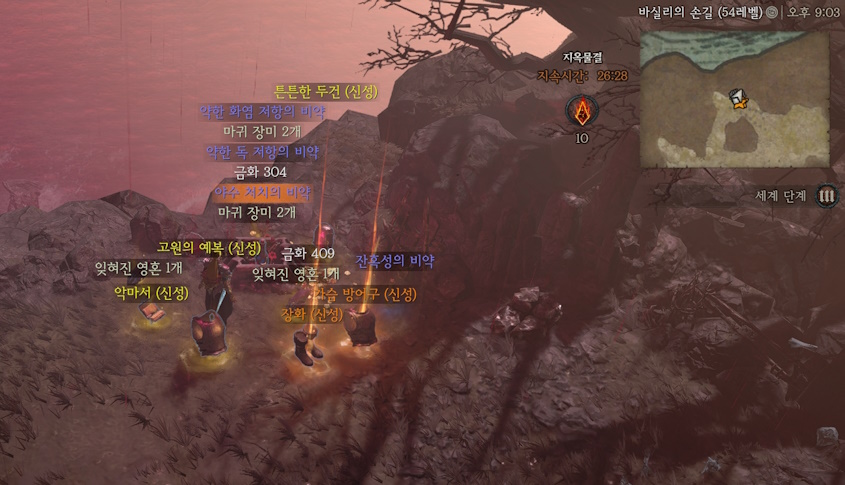 바실리의 손길 (54레벨) 오후 9:03
지옥물결
지속시간: 26:28
10
세계 단계 III
튼튼한 두건 (신성)
약한 화염 저항의 비약
마귀 장미 2개
약한 독 저항의 비약
금화 304
야수 처치의 비약
마귀 장미 2개
고원의 예복 (신성)
금화 409
잔혹성의 비약
잊혀진 영혼 1개
잊혀진 영혼 1개
악마서 (신성)
방어구 (신성)
장화 (신성)